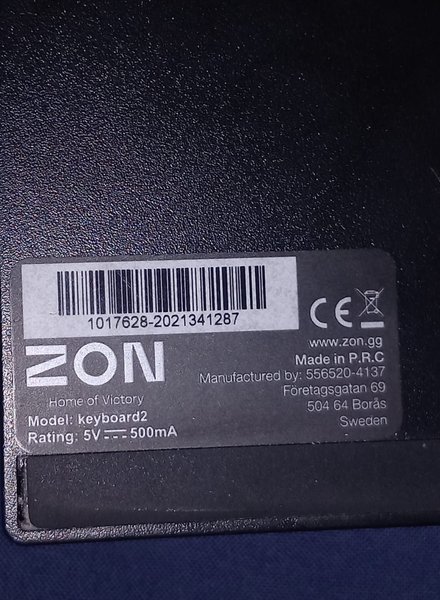 1017628-2021341287
CE
ZON
Home of Victory
Model: keyboard2
Rating: 5V⎓500mA
www.zon.gg
Made in P.R.C
Manufactured by: 556520-4137
Företagsgatan 69
504 64 Borås
Sweden